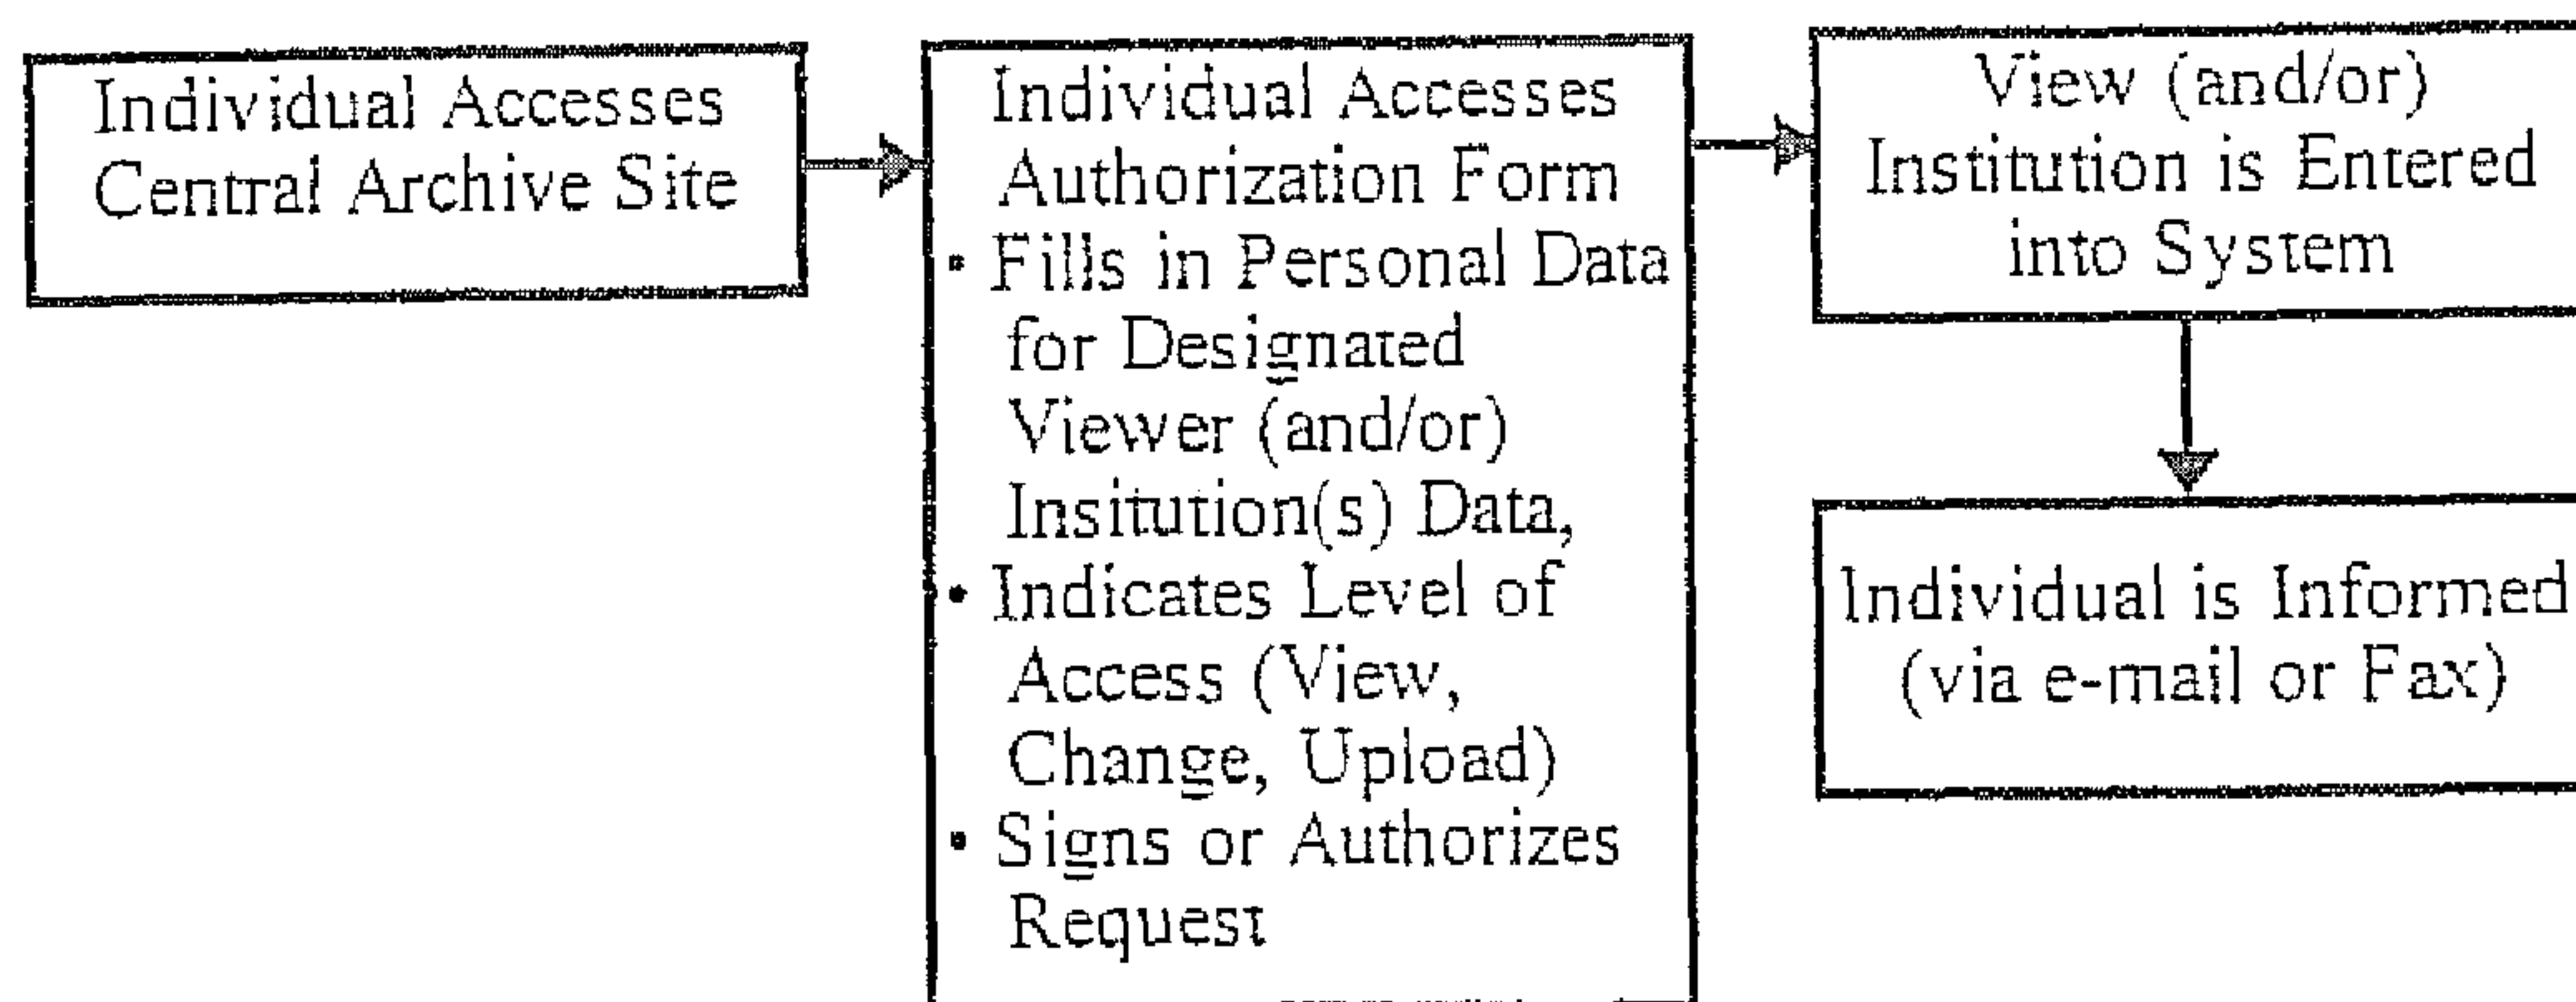 Individual Accesses
Central Archive Site
Individual Accesses
Authorization Form
• Fills in Personal Data
for Designated
Viewer (and/or)
Insitution(s) Data,
• Indicates Level of
Access (View,
Change, Upload)
• Signs or Authorizes
Request
View (and/or)
Institution is Entered
into System
Individual is Informed
(via e-mail or Fax)